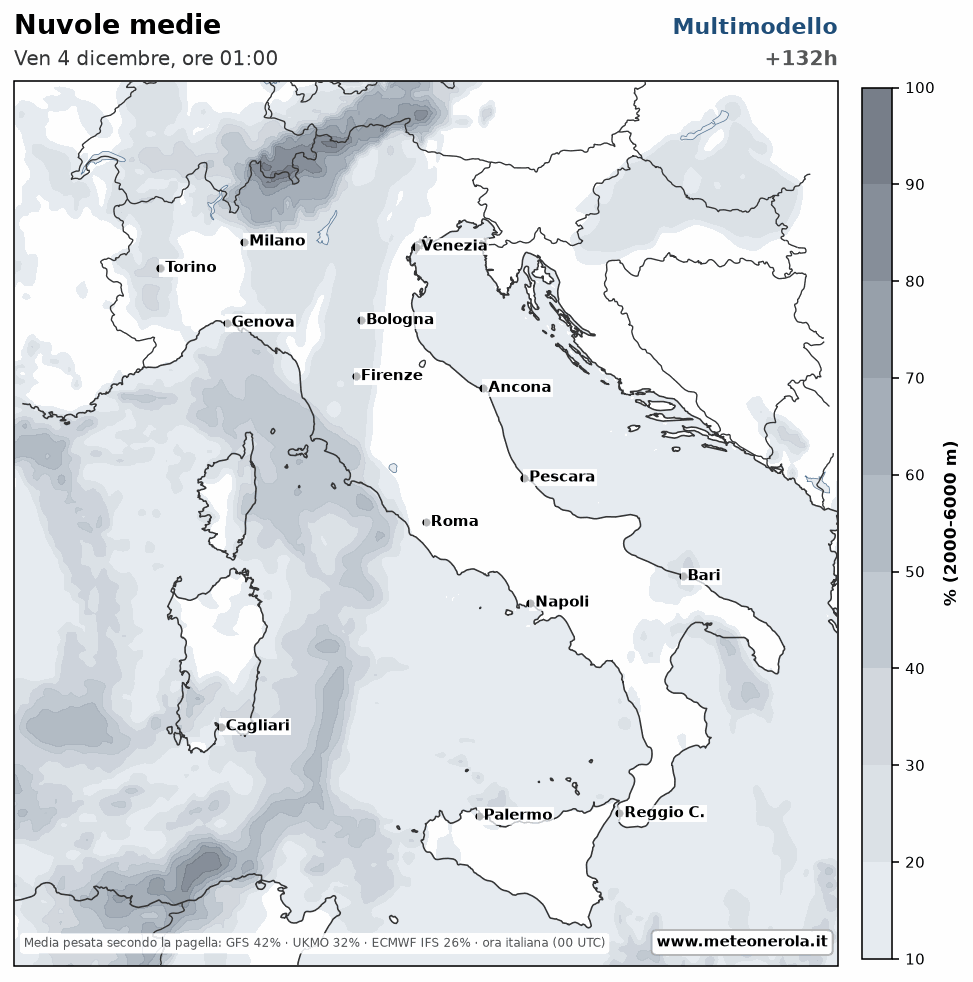 Nuvole medie
Multimodello
Ven 4 dicembre, ore 01:00
+132h
Milano
Venezia
Torino
Genova
Bologna
Firenze
Ancona
Pescara
Roma
Bari
Napoli
Cagliari
Palermo
Reggio C.
Media pesata secondo la pagella: GFS 42% · UKMO 32% · ECMWF IFS 26% · ora italiana (00 UTC)
www.meteonerola.it
100
90
80
70
60
50
40
30
20
10
% (2000-6000 m)